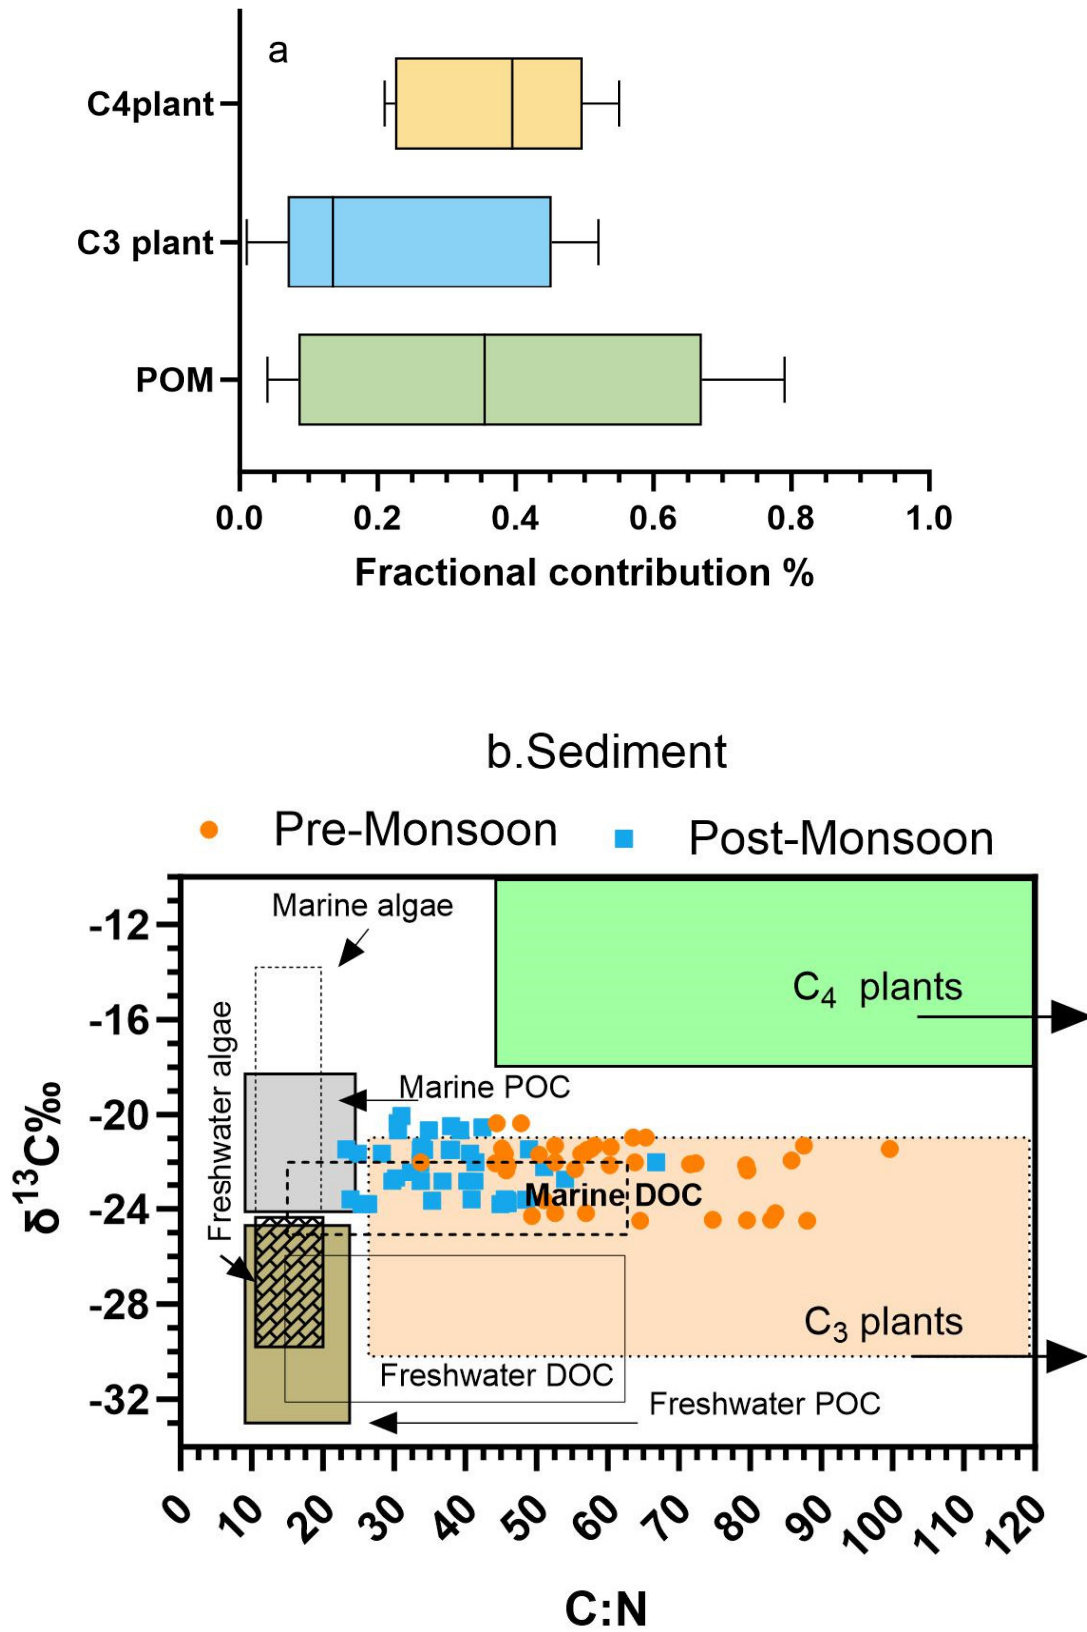 a
C4plant
C3 plant
POM
0.0 0.2 0.4 0.6 0.8 1.0
Fractional contribution %
b.Sediment
Pre-Monsoon Post-Monsoon
Marine algae
Freshwater algae
Marine POC
Marine DOC
C₄ plants
C₃ plants
Freshwater DOC
Freshwater POC
δ¹³C‰
-12
-16
-20
-24
-28
-32
0 10 20 30 40 50 60 70 80 90 100 110 120
C:N